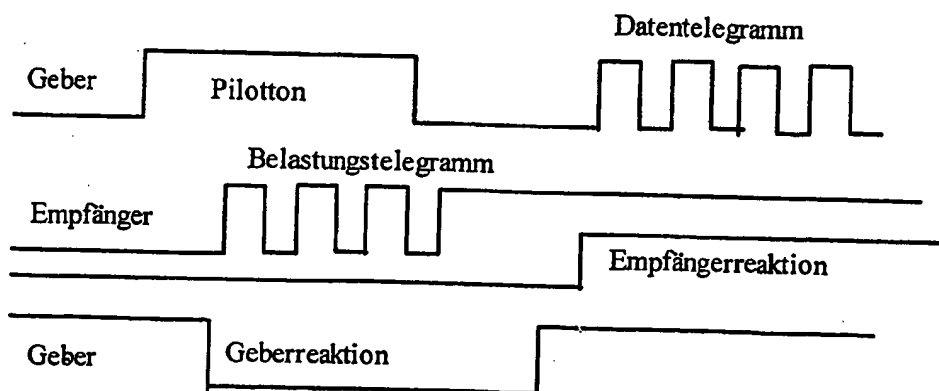 Datentelegramm
Geber
Pilotton
Belastungstelegramm
Empfänger
Empfängerreaktion
Geber
Geberreaktion